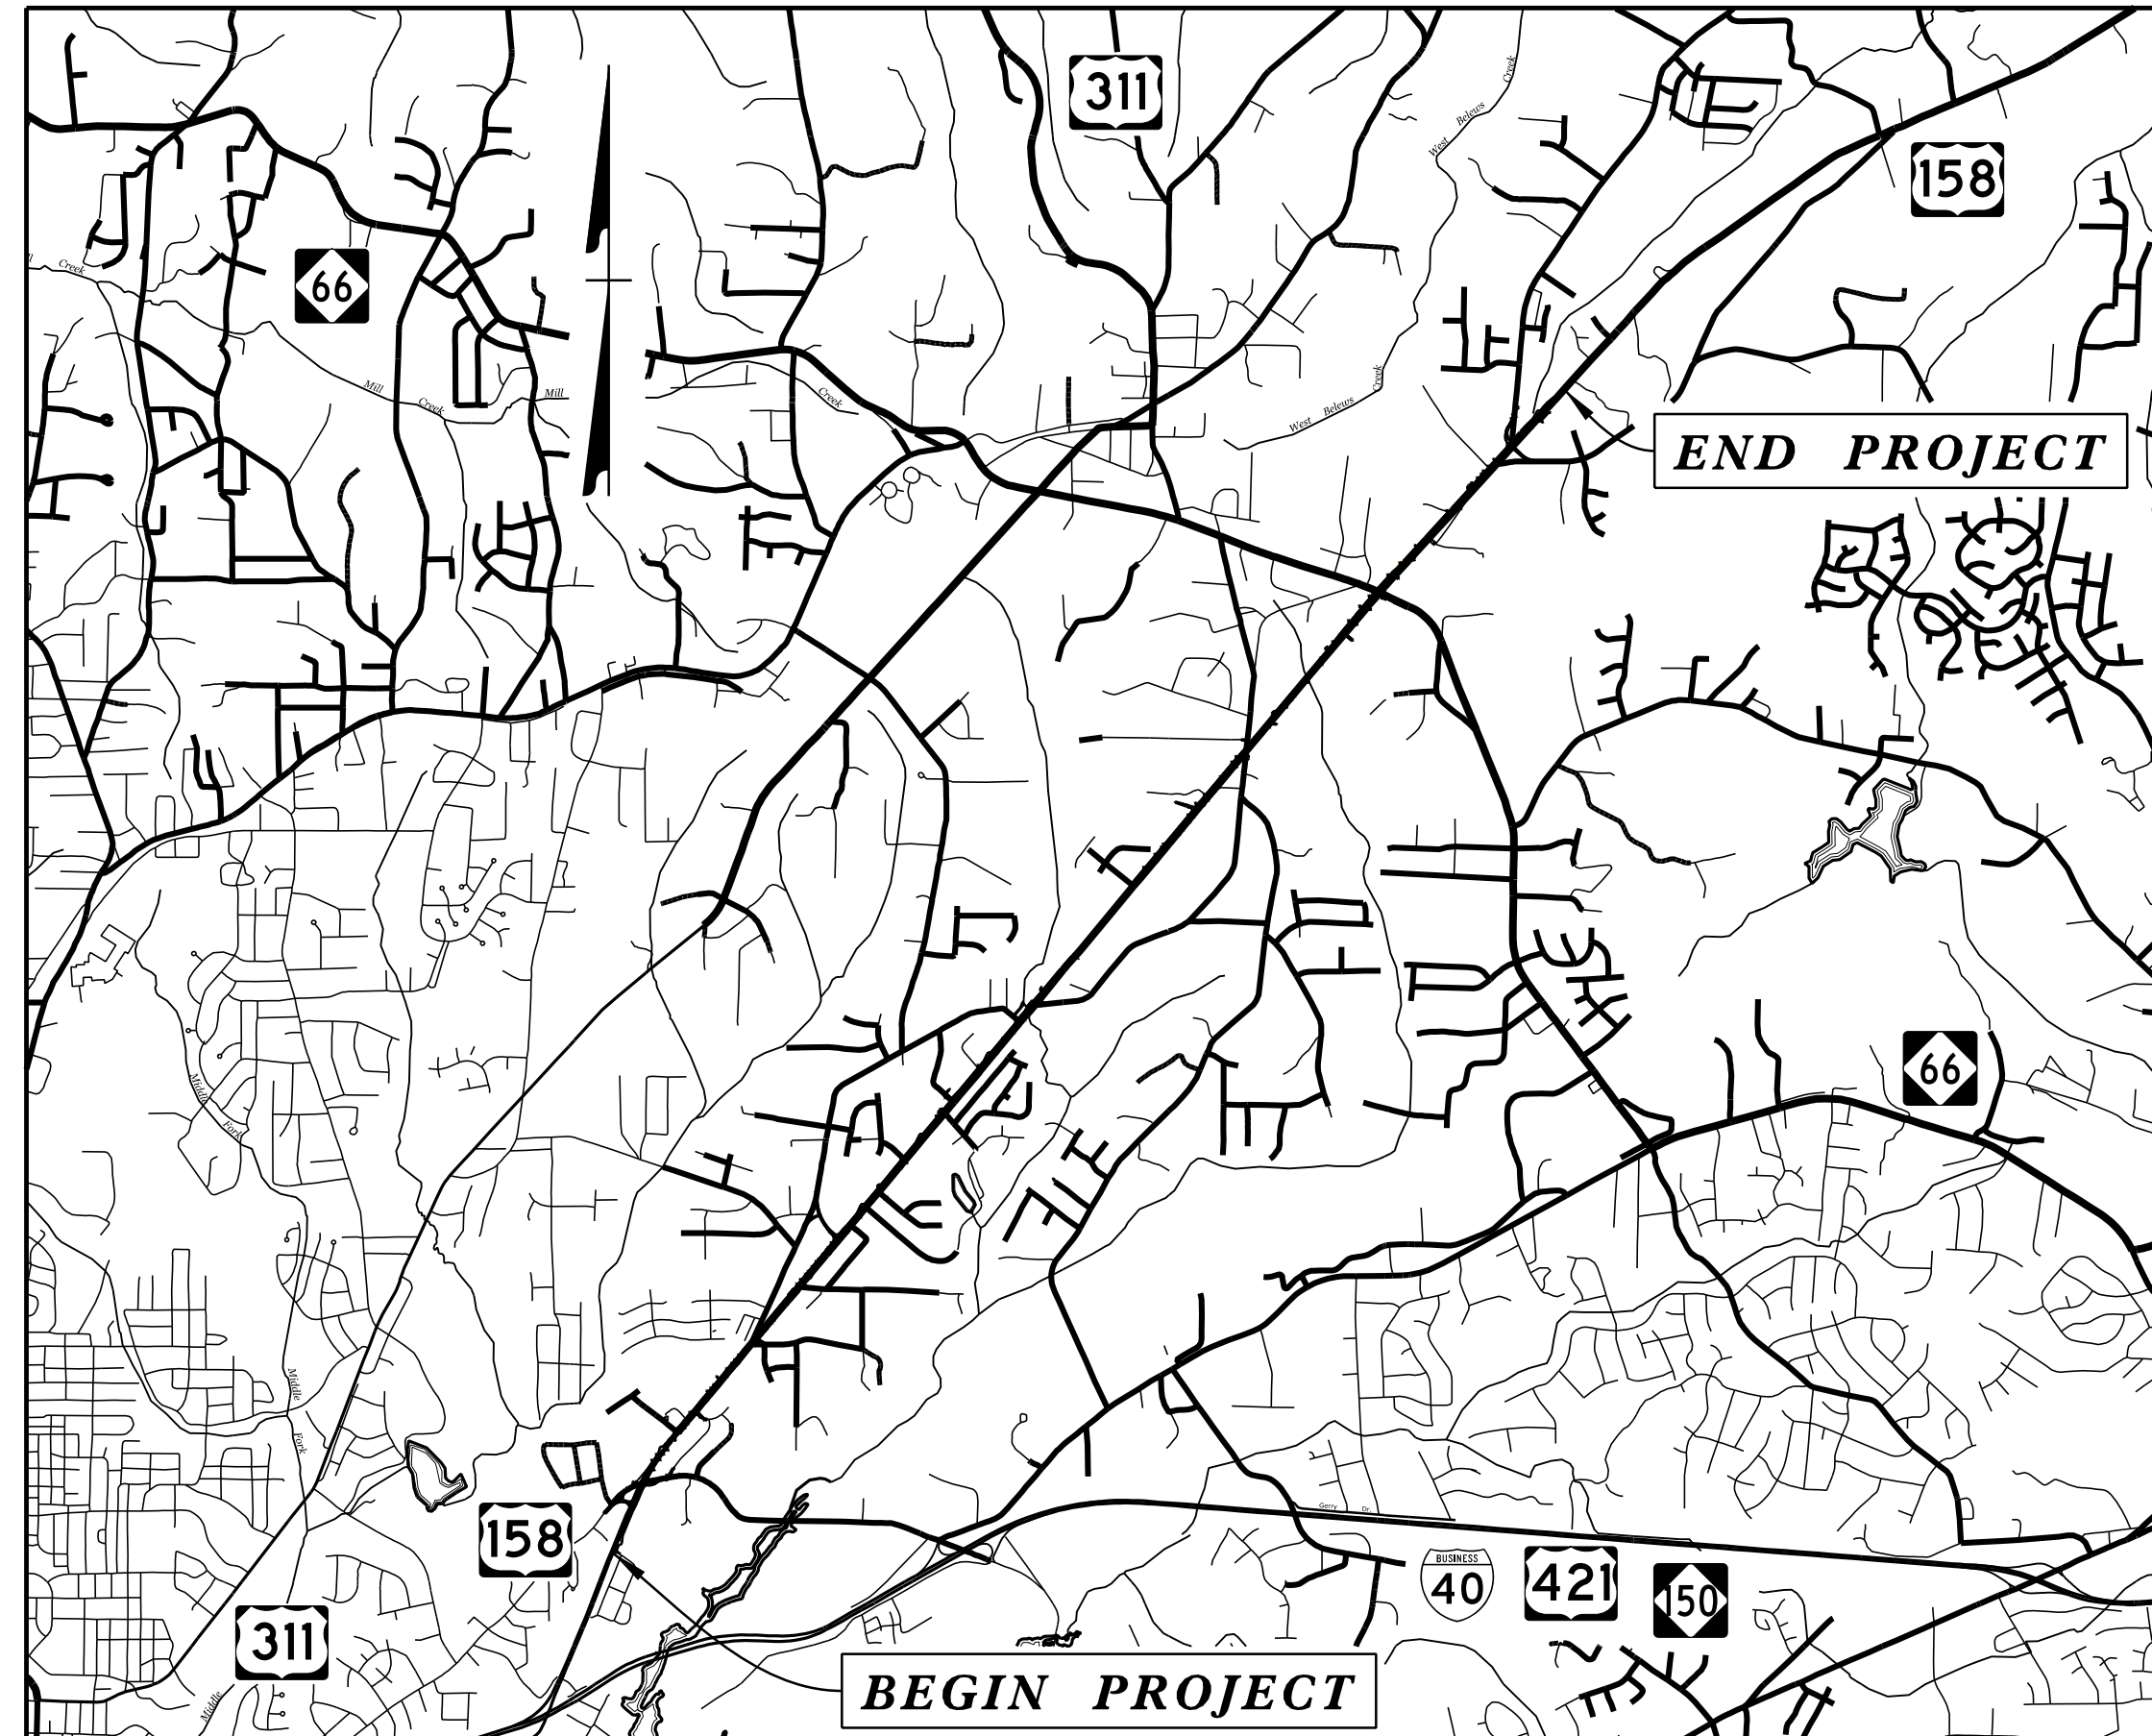 311
West Belews Creek
158
66
Creek
Mill
Creek
Mill
Creek
West Belews Creek
END PROJECT
66
Middle
Fork
Middle
Fork
158
Gerry Dr.
BUSINESS
40
421
150
311
Middle
BEGIN PROJECT